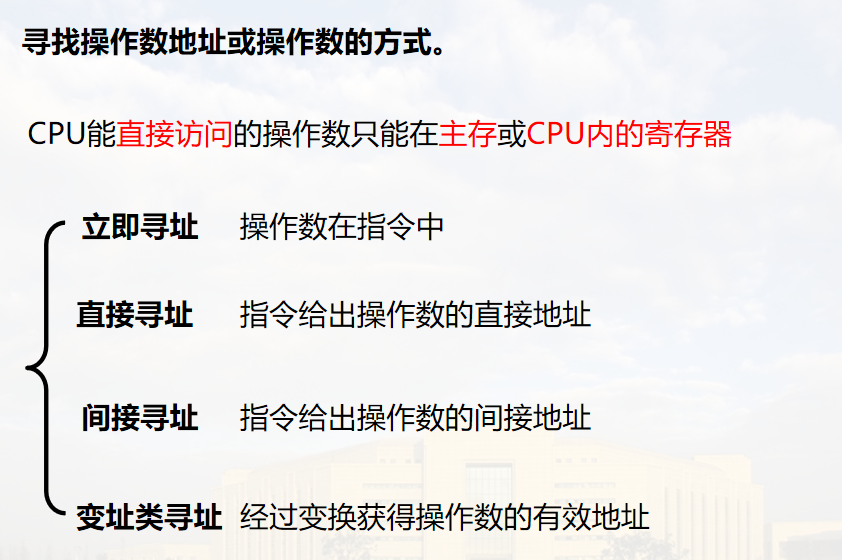 寻找操作数地址或操作数的方式。
CPU能直接访问的操作数只能在主存或CPU内的寄存器
立即寻址 操作数在指令中
直接寻址 指令给出操作数的直接地址
间接寻址 指令给出操作数的间接地址
变址类寻址 经过变换获得操作数的有效地址